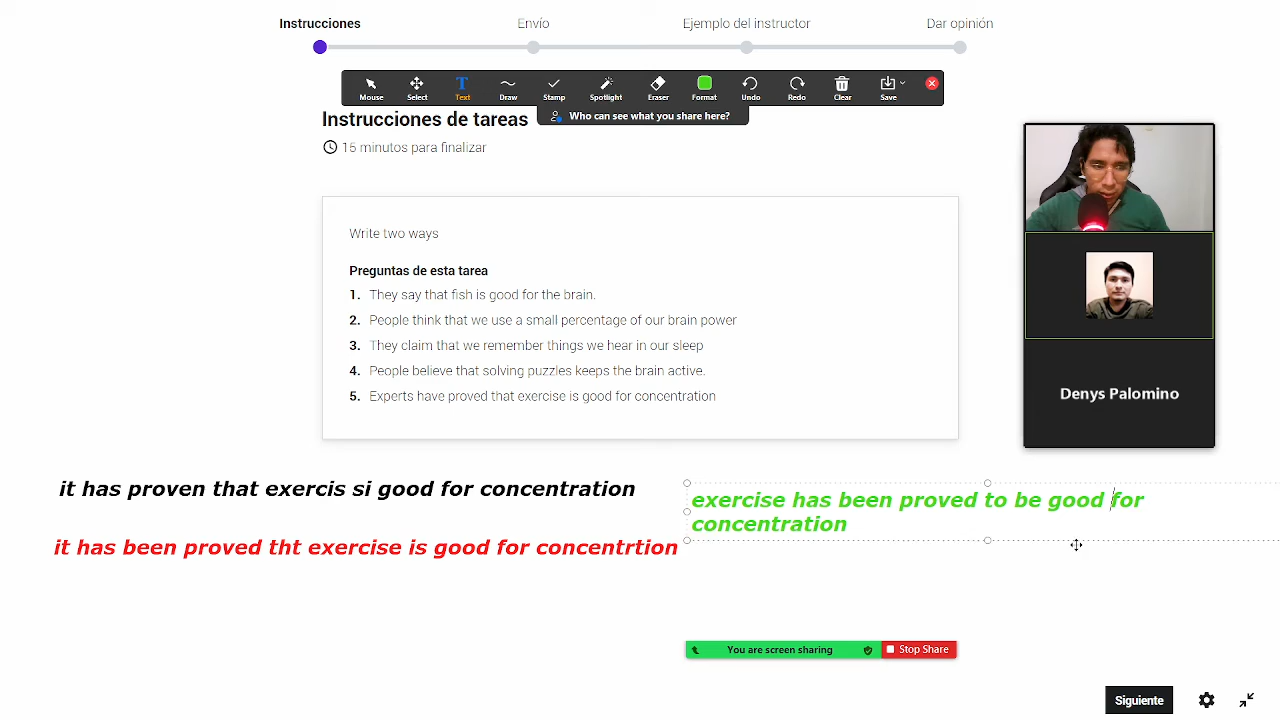 Instrucciones
Envío
Ejemplo del instructor
Dar opinión
Mouse
Select
Text
Draw
Stamp
Spotlight
Eraser
Format
Undo
Redo
Clear
Save
Who can see what you share here?
Instrucciones de tareas
16 minutos para finalizar
Write two ways
Preguntas de esta tarea
1. They say that fish is good for the brain.
2. People think that we use a small percentage of our brain power
3. They claim that we remember things we hear in our sleep
4. People believe that solving puzzles keeps the brain active.
5. Experts have proved that exercise is good for concentration
Denys Palomino
it has proven that exercis si good for concentration
it has been proved tht exercise is good for concentrtion
exercise has been proved to be good for
concentration
You are screen sharing
Stop Share
Siguiente